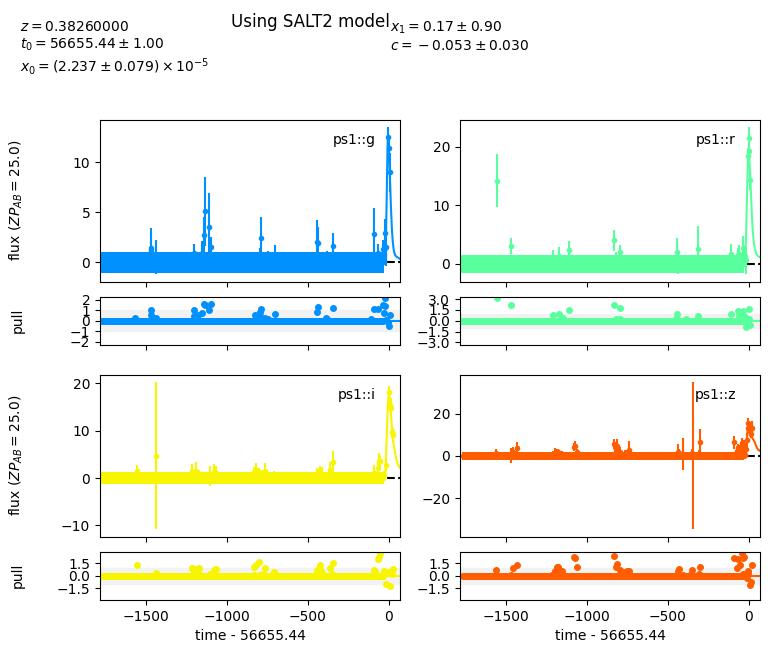 Using SALT2 model
z = 0.38260000
t₀ = 56655.44 ± 1.00
x₀ = (2.237 ± 0.079) × 10⁻⁵
x₁ = 0.17 ± 0.90
c = −0.053 ± 0.030
ps1::g
flux (ZP_AB = 25.0)
10
5
0
pull
2
1
0
−1
−2
ps1::r
20
10
0
3.0
1.5
0.0
−1.5
−3.0
ps1::i
flux (ZP_AB = 25.0)
20
10
0
−10
pull
1.5
0.0
−1.5
−1500
−1000
−500
0
time - 56655.44
ps1::z
20
0
−20
1.5
0.0
−1.5
−1500
−1000
−500
0
time - 56655.44